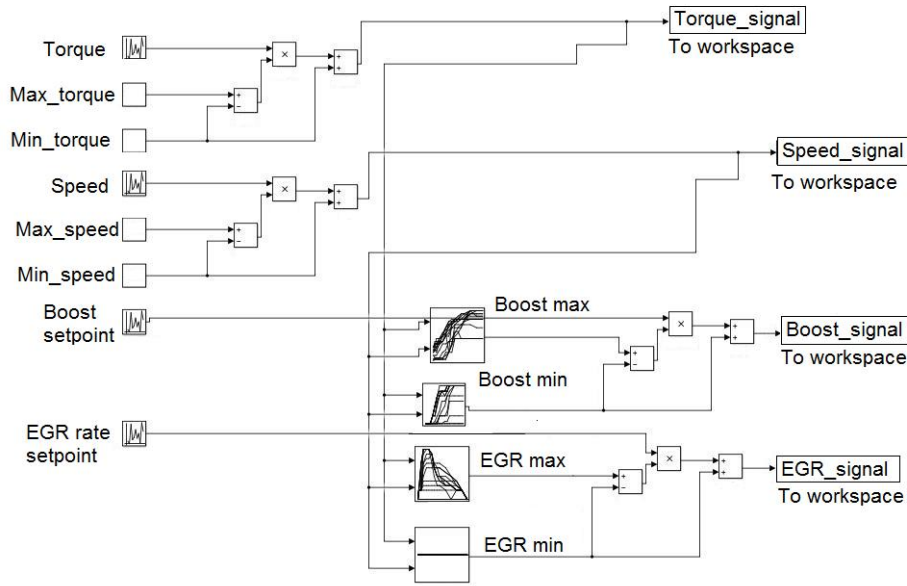 Torque_signal
To workspace
Torque
×
+
+
Max_torque
+
−
Min_torque
Speed_signal
To workspace
Speed
×
+
+
Max_speed
+
−
Min_speed
Boost
setpoint
Boost max
×
+
+
Boost_signal
To workspace
+
−
Boost min
EGR rate
setpoint
EGR max
×
+
+
EGR_signal
To workspace
+
−
EGR min